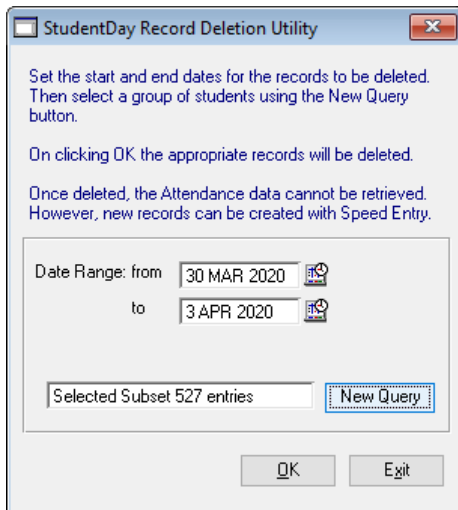 StudentDay Record Deletion Utility
Set the start and end dates for the records to be deleted.
Then select a group of students using the New Query
button.
On clicking OK the appropriate records will be deleted.
Once deleted, the Attendance data cannot be retrieved.
However, new records can be created with Speed Entry.
Date Range: from 30 MAR 2020
to 3 APR 2020
Selected Subset 527 entries New Query
OK Exit